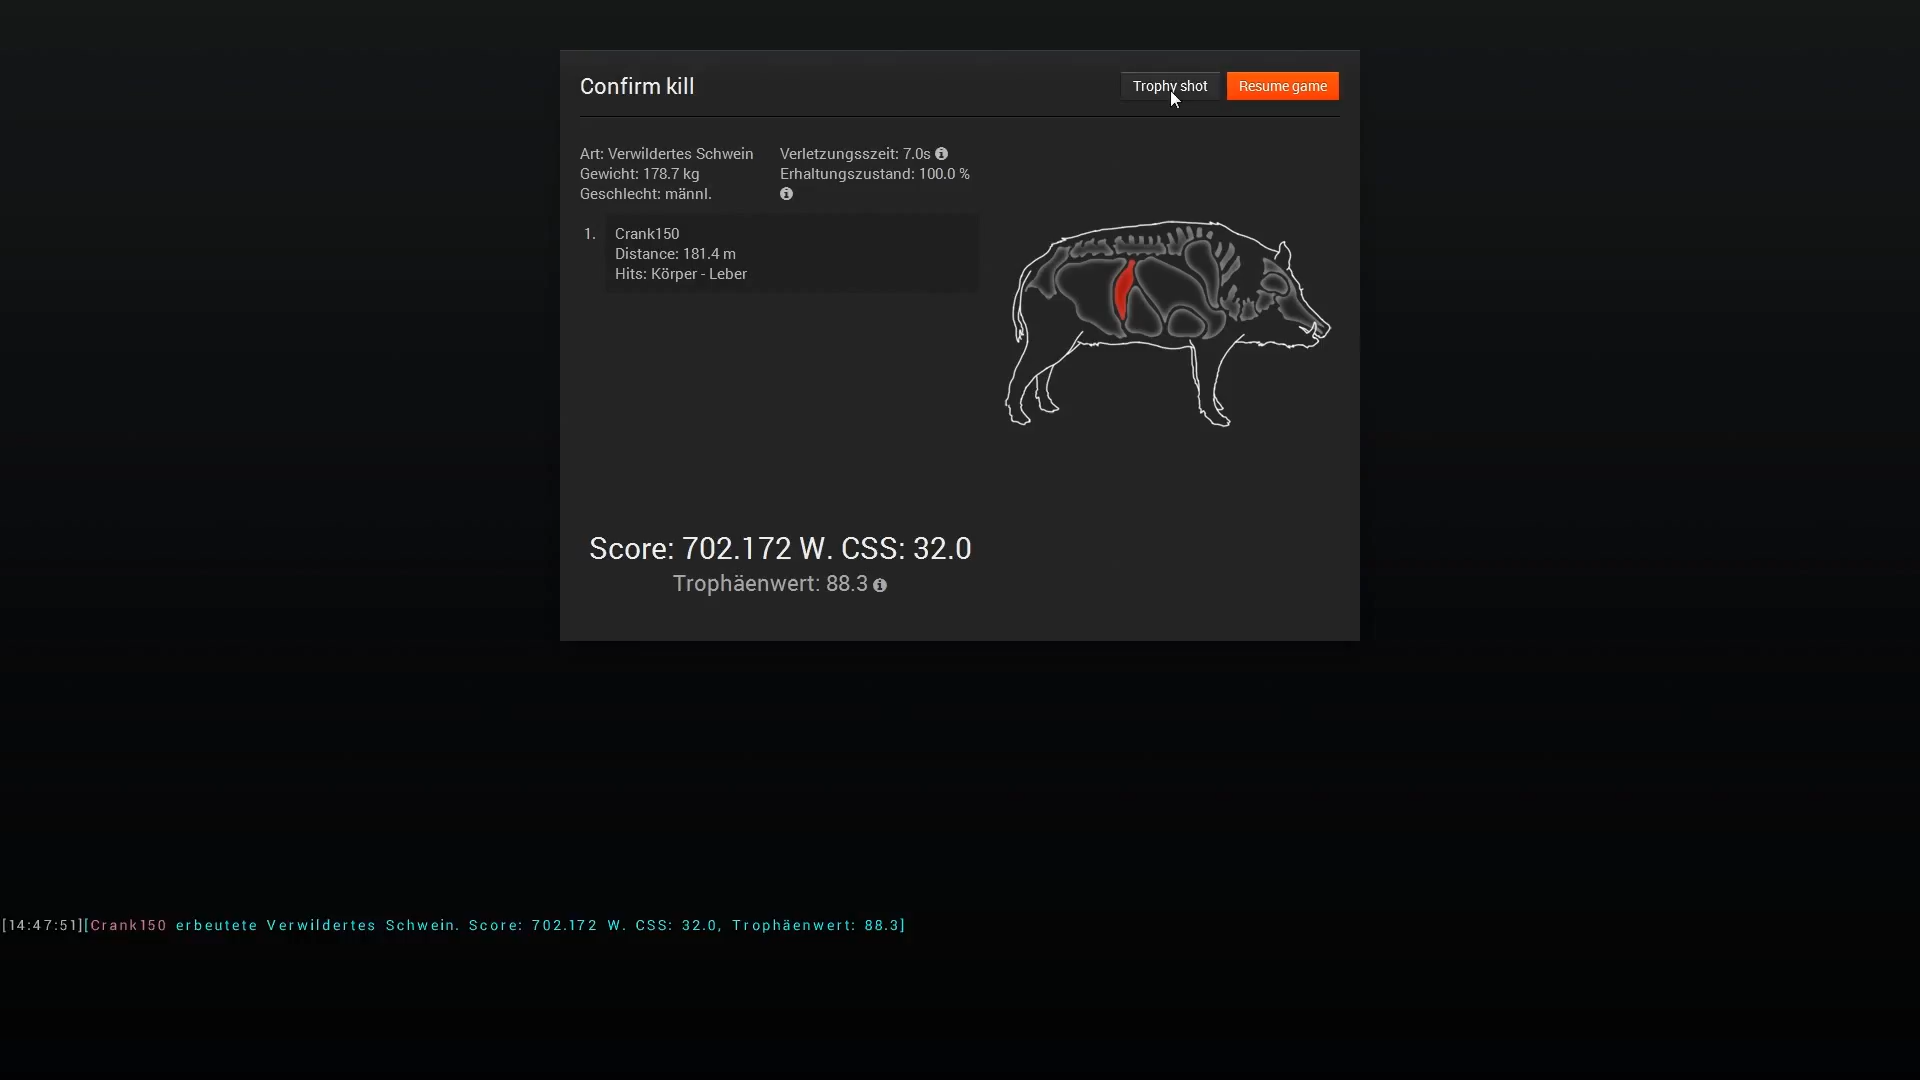 Confirm kill
Trophy shot
Resume game
Art: Verwildertes Schwein
Gewicht: 178.7 kg
Geschlecht: männl.
Verletzungsszeit: 7.0s
Erhaltungszustand: 100.0 %
1.
Crank150
Distance: 181.4 m
Hits: Körper - Leber
Score: 702.172 W. CSS: 32.0
Trophäenwert: 88.3
[14:47:51][Crank150 erbeutete Verwildertes Schwein. Score: 702.172 W. CSS: 32.0, Trophäenwert: 88.3]